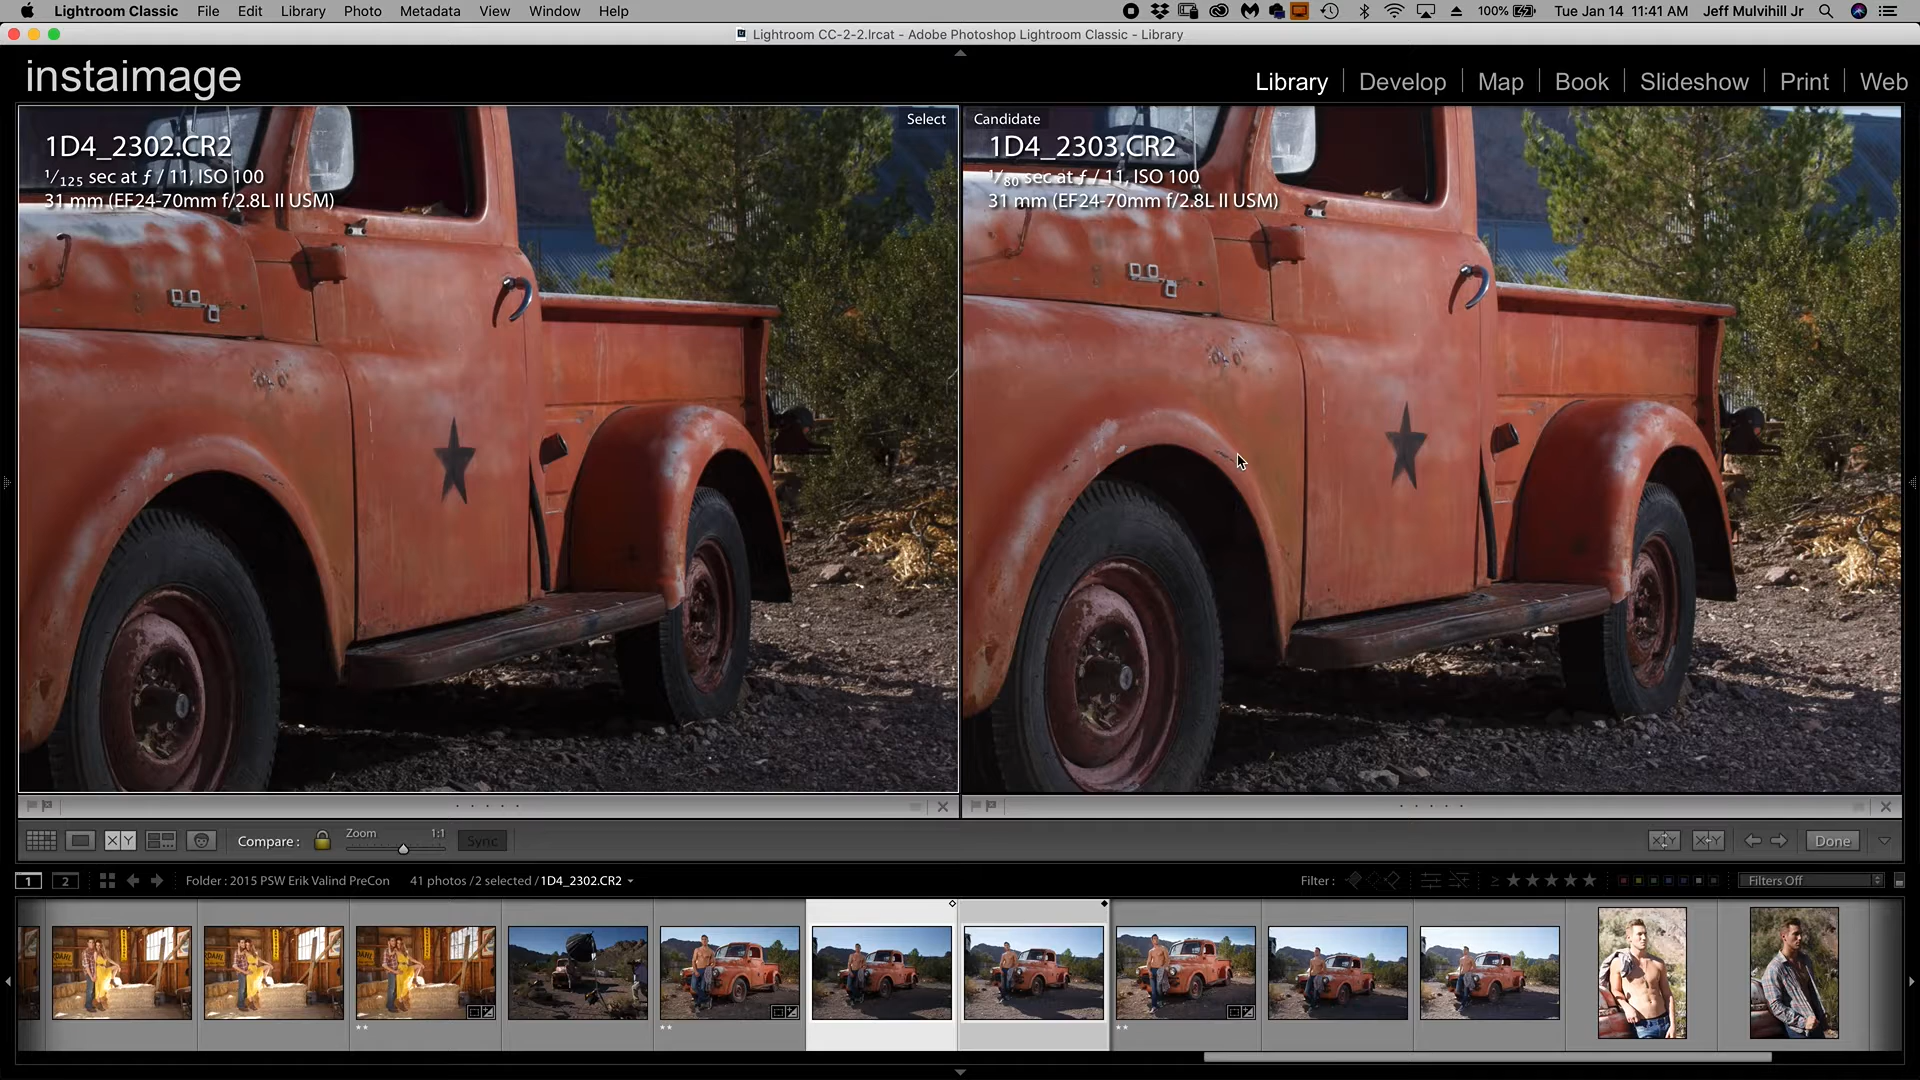 Lightroom Classic File Edit Library Photo Metadata View Window Help 100% Tue Jan 14 11:41 AM Jeff Mulvihill Jr
Lightroom CC-2-2.lrcat - Adobe Photoshop Lightroom Classic - Library
instaimage
Library Develop Map Book Slideshow Print Web
Select
1D4_2302.CR2
1/125 sec at ƒ / 11, ISO 100
31 mm (EF24-70mm f/2.8L II USM)
Candidate
1D4_2303.CR2
1/80 sec at ƒ / 11, ISO 100
31 mm (EF24-70mm f/2.8L II USM)
X Y Compare : Zoom 1:1 Sync Done
1 2 Folder : 2015 PSW Erik Valind PreCon 41 photos /2 selected /1D4_2302.CR2 Filter : Filters Off